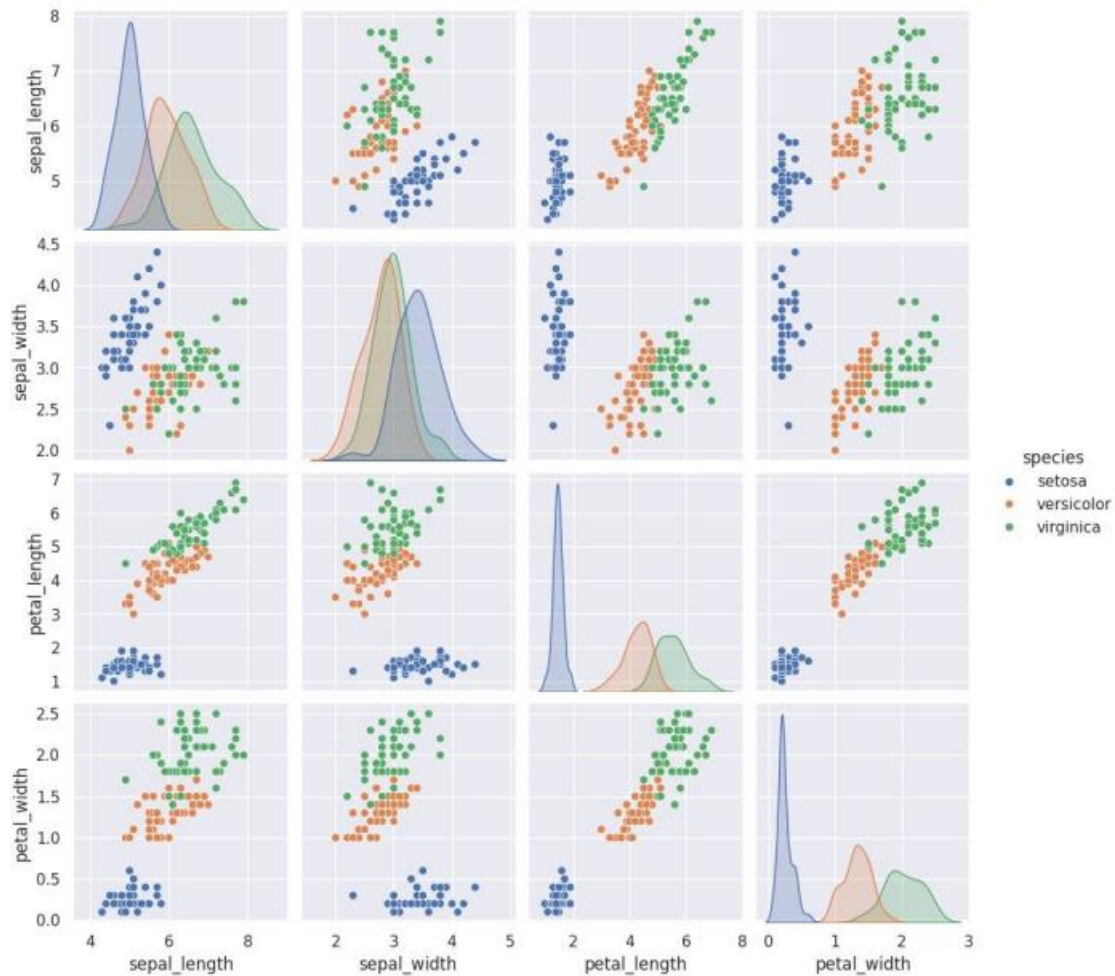 8
7
6
5
sepal_length
4.5
4.0
3.5
3.0
2.5
2.0
sepal_width
species
setosa
versicolor
virginica
7
6
5
4
3
2
1
petal_length
2.5
2.0
1.5
1.0
0.5
0.0
petal_width
4 6 8
2 3 4 5
2 4 6 8
0 1 2 3
sepal_length
sepal_width
petal_length
petal_width